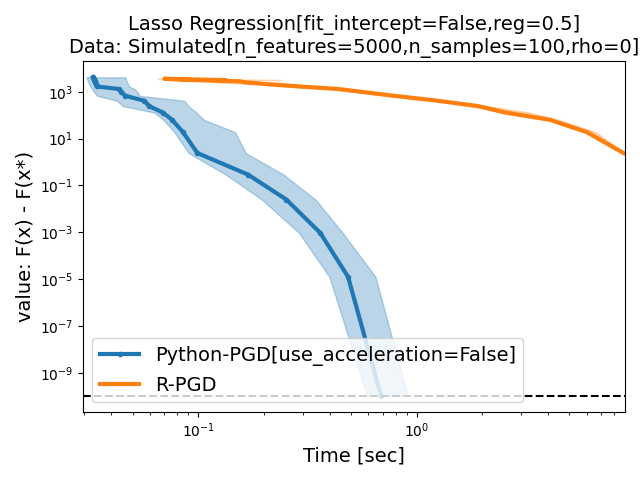 Lasso Regression[fit_intercept=False,reg=0.5]
Data: Simulated[n_features=5000,n_samples=100,rho=0]
value: F(x) - F(x*)
10³
10¹
10⁻¹
10⁻³
10⁻⁵
10⁻⁷
10⁻⁹
Python-PGD[use_acceleration=False]
R-PGD
10⁻¹
10⁰
Time [sec]